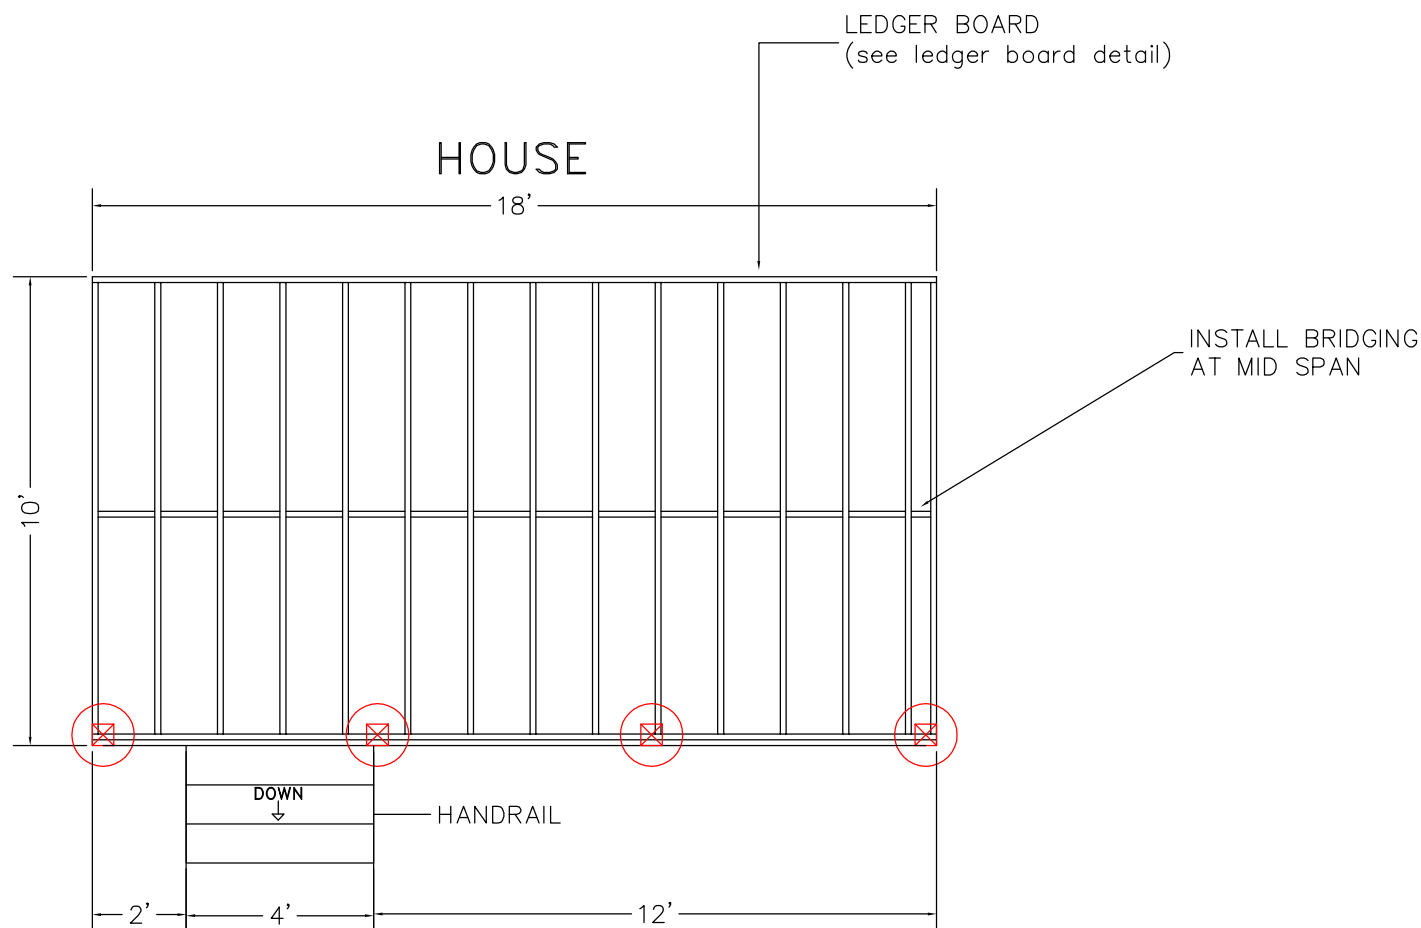 LEDGER BOARD
(see ledger board detail)
HOUSE
18'
INSTALL BRIDGING
AT MID SPAN
10'
DOWN
HANDRAIL
2'
4'
12'